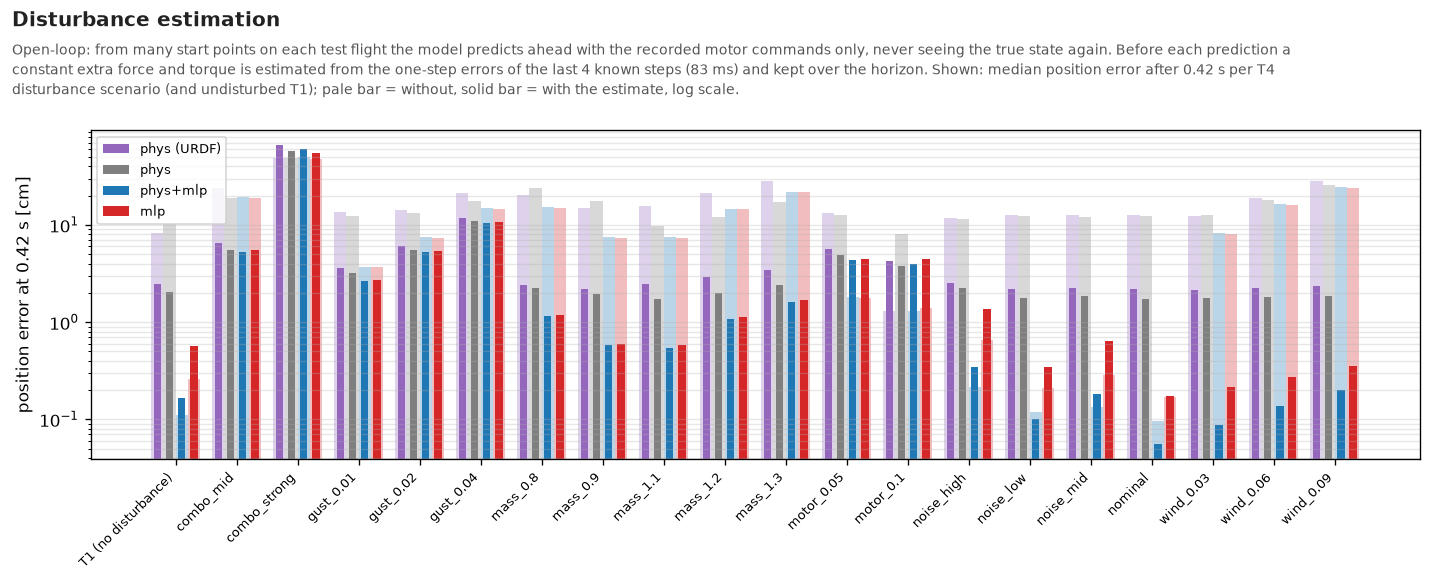 Disturbance estimation
Open-loop: from many start points on each test flight the model predicts ahead with the recorded motor commands only, never seeing the true state again. Before each prediction a
constant extra force and torque is estimated from the one-step errors of the last 4 known steps (83 ms) and kept over the horizon. Shown: median position error after 0.42 s per T4
disturbance scenario (and undisturbed T1); pale bar = without, solid bar = with the estimate, log scale.
phys (URDF)
phys
phys+mlp
mlp
position error at 0.42 s [cm]
10¹
10⁰
10⁻¹
T1 (no disturbance)
combo_mid
combo_strong
gust_0.01
gust_0.02
gust_0.04
mass_0.8
mass_0.9
mass_1.1
mass_1.2
mass_1.3
motor_0.05
motor_0.1
noise_high
noise_low
noise_mid
nominal
wind_0.03
wind_0.06
wind_0.09